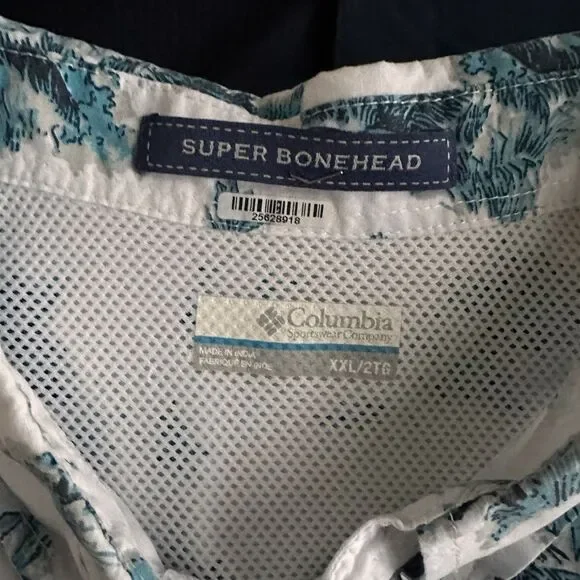 SUPER BONEHEAD
25628918
Columbia
Sportswear Company
MADE IN INDIA
FABRIQUÉ EN INDE
XXL/2TG